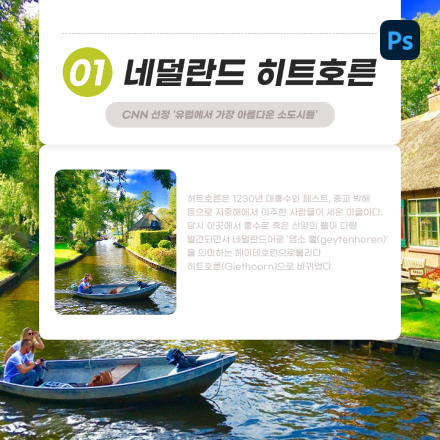 Ps
01 네덜란드 히트호른
CNN 선정 '유럽에서 가장 아름다운 소도시들'
히트호른은 1230년 대홍수와 페스트, 종교 박해
등으로 지중해에서 이주한 사람들이 세운 마을이다.
당시 이곳에서 홍수로 죽은 산양의 뿔이 다량
발견되면서 네덜란드어로 '염소 뿔(geytenhoren)'
을 의미하는 헤이테호런으로불리다
히트호른(Giethoorn)으로 바뀌었다.